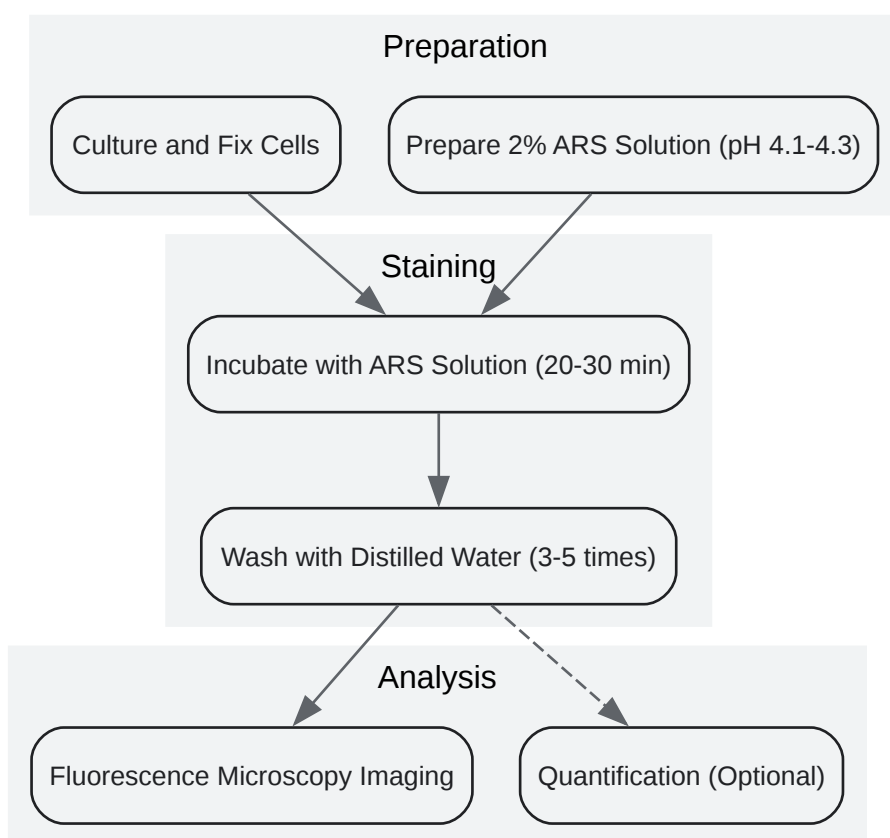 Preparation
Culture and Fix Cells
Prepare 2% ARS Solution (pH 4.1-4.3)
Staining
Incubate with ARS Solution (20-30 min)
Wash with Distilled Water (3-5 times)
Analysis
Fluorescence Microscopy Imaging
Quantification (Optional)